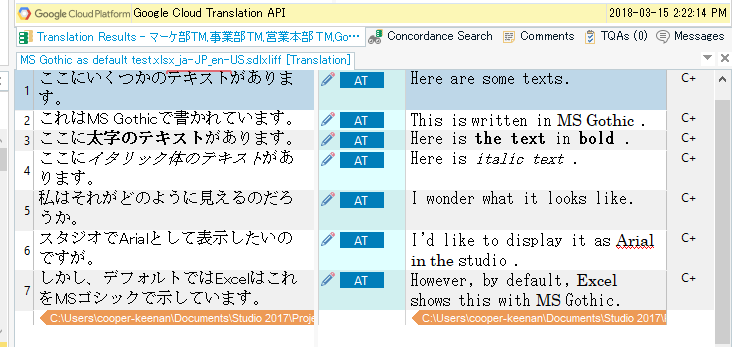 Google Cloud Platform Google Cloud Translation API 2018-03-15 2:22:14 PM
Translation Results - マーケ部TM,事業部TM,営業本部TM,Go Concordance Search Comments TQAs (0) Messages
MS Gothic as default test.xlsx_ja-JP_en-US.sdlxliff [Translation]
1 ここにいくつかのテキストがありま AT Here are some texts. C+
す。
2 これはMS Gothicで書かれています。 AT This is written in MS Gothic . C+
3 ここに太字のテキストがあります。 AT Here is the text in bold . C+
4 ここにイタリック体のテキストがあ AT Here is italic text . C+
ります。
5 私はそれがどのように見えるのだろ AT I wonder what it looks like. C+
うか。
6 スタジオでArialとして表示したいの AT I'd like to display it as Arial C+
ですが。 in the studio .
7 しかし、デフォルトではExcelはこれ AT However, by default, Excel C+
をMSゴシックで示しています。 shows this with MS Gothic.
C:\Users\cooper-keenan\Documents\Studio 2017\Proje C:\Users\cooper-keenan\Documents\Studio 2017\